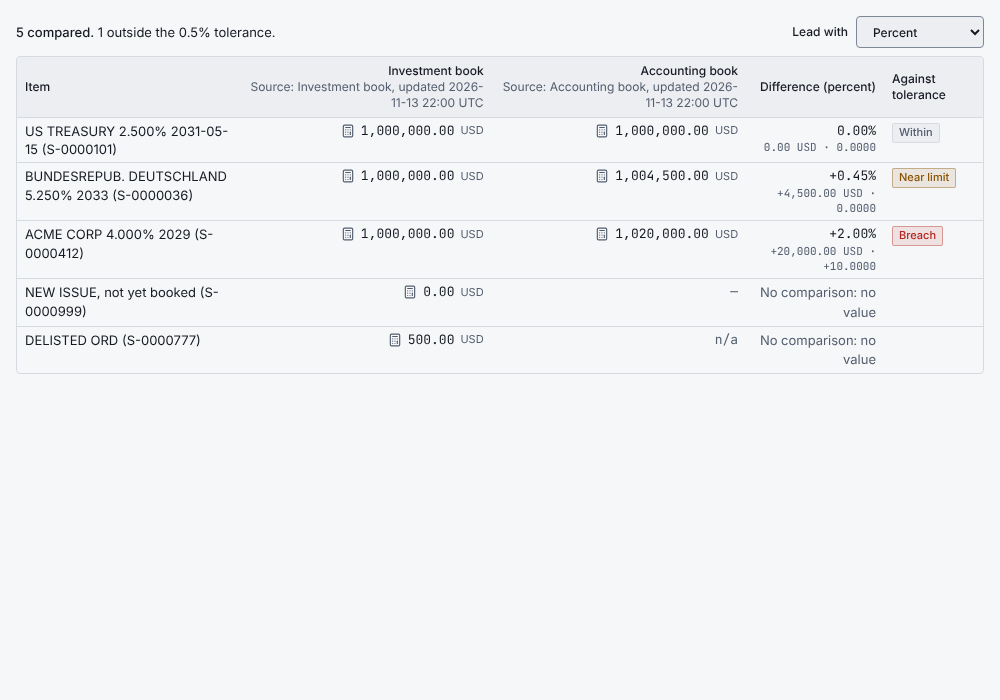 5 compared. 1 outside the 0.5% tolerance.
Lead with Percent
Item
Investment book
Source: Investment book, updated 2026-
11-13 22:00 UTC
Accounting book
Source: Accounting book, updated 2026-
11-13 22:00 UTC
Difference (percent)
Against
tolerance
US TREASURY 2.500% 2031-05-
15 (S-0000101)
1,000,000.00 USD
1,000,000.00 USD
0.00%
0.00 USD · 0.0000
Within
BUNDESREPUB. DEUTSCHLAND
5.250% 2033 (S-0000036)
1,000,000.00 USD
1,004,500.00 USD
+0.45%
+4,500.00 USD ·
0.0000
Near limit
ACME CORP 4.000% 2029 (S-
0000412)
1,000,000.00 USD
1,020,000.00 USD
+2.00%
+20,000.00 USD ·
+10.0000
Breach
NEW ISSUE, not yet booked (S-
0000999)
0.00 USD
—
No comparison: no
value
DELISTED ORD (S-0000777)
500.00 USD
n/a
No comparison: no
value